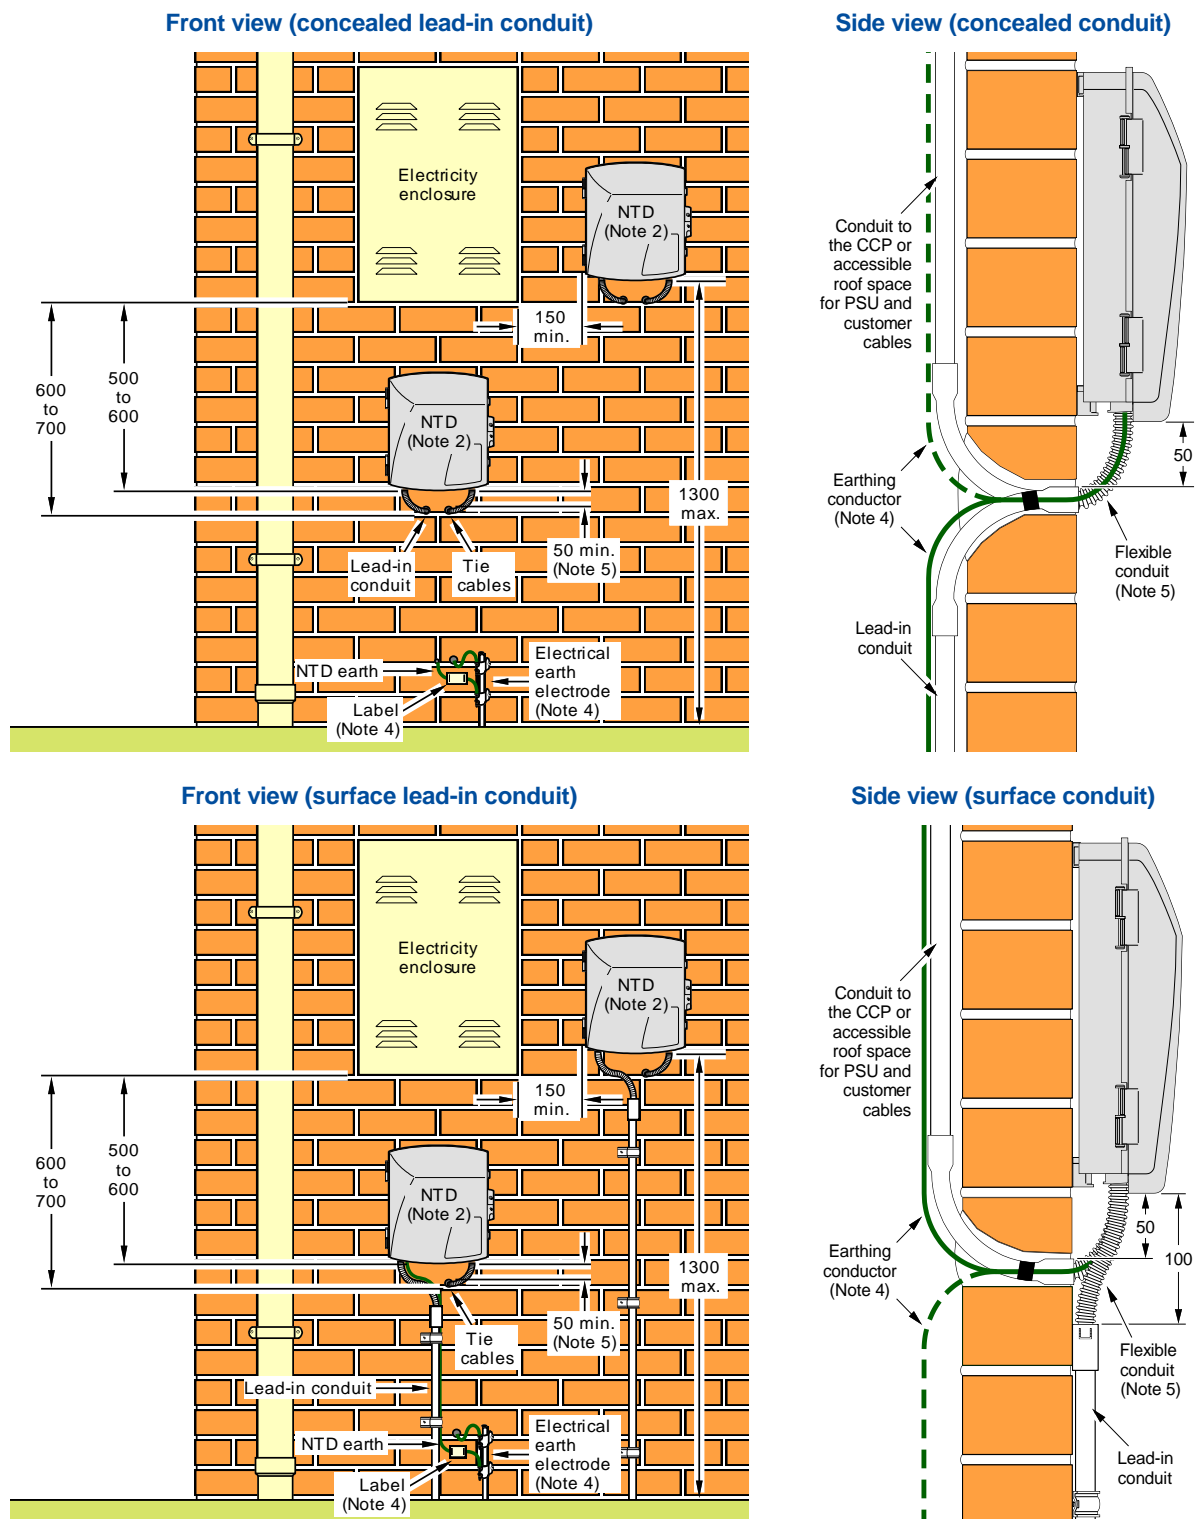 Front view (concealed lead-in conduit)
Side view (concealed conduit)
Electricity
enclosure
NTD
(Note 2)
150
min.
600
to
700
500
to
600
NTD
(Note 2)
1300
max.
50 min.
(Note 5)
Lead-in
conduit
Tie
cables
NTD earth
Label
(Note 4)
Electrical
earth
electrode
(Note 4)
Conduit to
the CCP or
accessible
roof space
for PSU and
customer
cables
50
Earthing
conductor
(Note 4)
Flexible
conduit
(Note 5)
Lead-in
conduit
Front view (surface lead-in conduit)
Side view (surface conduit)
Electricity
enclosure
NTD
(Note 2)
150
min.
600
to
700
500
to
600
NTD
(Note 2)
1300
max.
50 min.
(Note 5)
Tie
cables
Lead-in conduit
NTD earth
Label
(Note 4)
Electrical
earth
electrode
(Note 4)
Conduit to
the CCP or
accessible
roof space
for PSU and
customer
cables
50
100
Earthing
conductor
(Note 4)
Flexible
conduit
(Note 5)
Lead-in
conduit